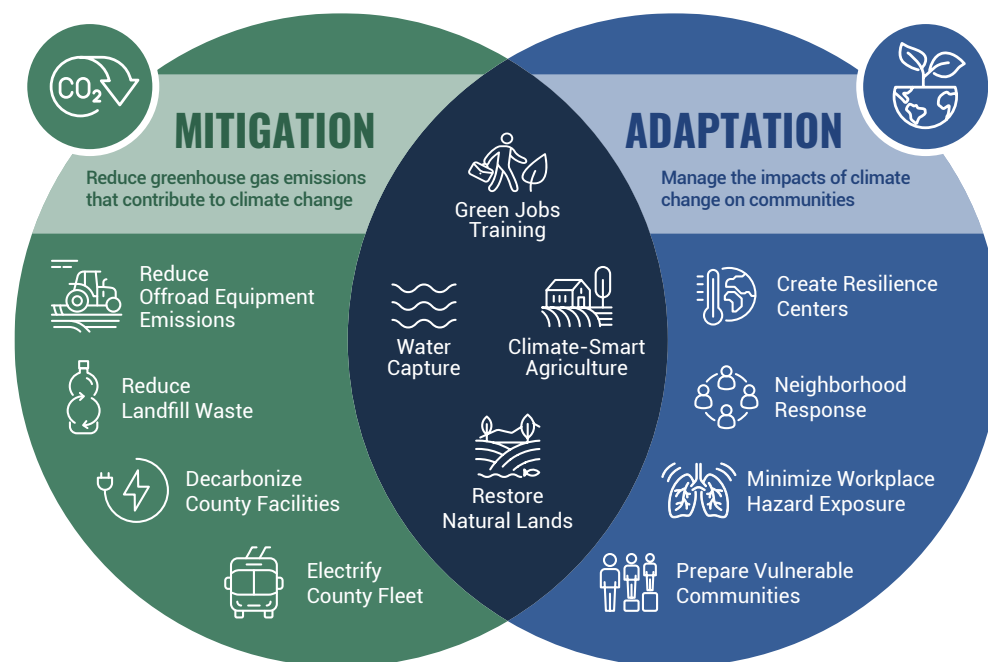 CO2
MITIGATION
Reduce greenhouse gas emissions
that contribute to climate change
Reduce
Offroad Equipment
Emissions
Reduce
Landfill Waste
Decarbonize
County Facilities
Electrify
County Fleet
Green Jobs
Training
Water
Capture
Climate-Smart
Agriculture
Restore
Natural Lands
ADAPTATION
Manage the impacts of climate
change on communities
Create Resilience
Centers
Neighborhood
Response
Minimize Workplace
Hazard Exposure
Prepare Vulnerable
Communities